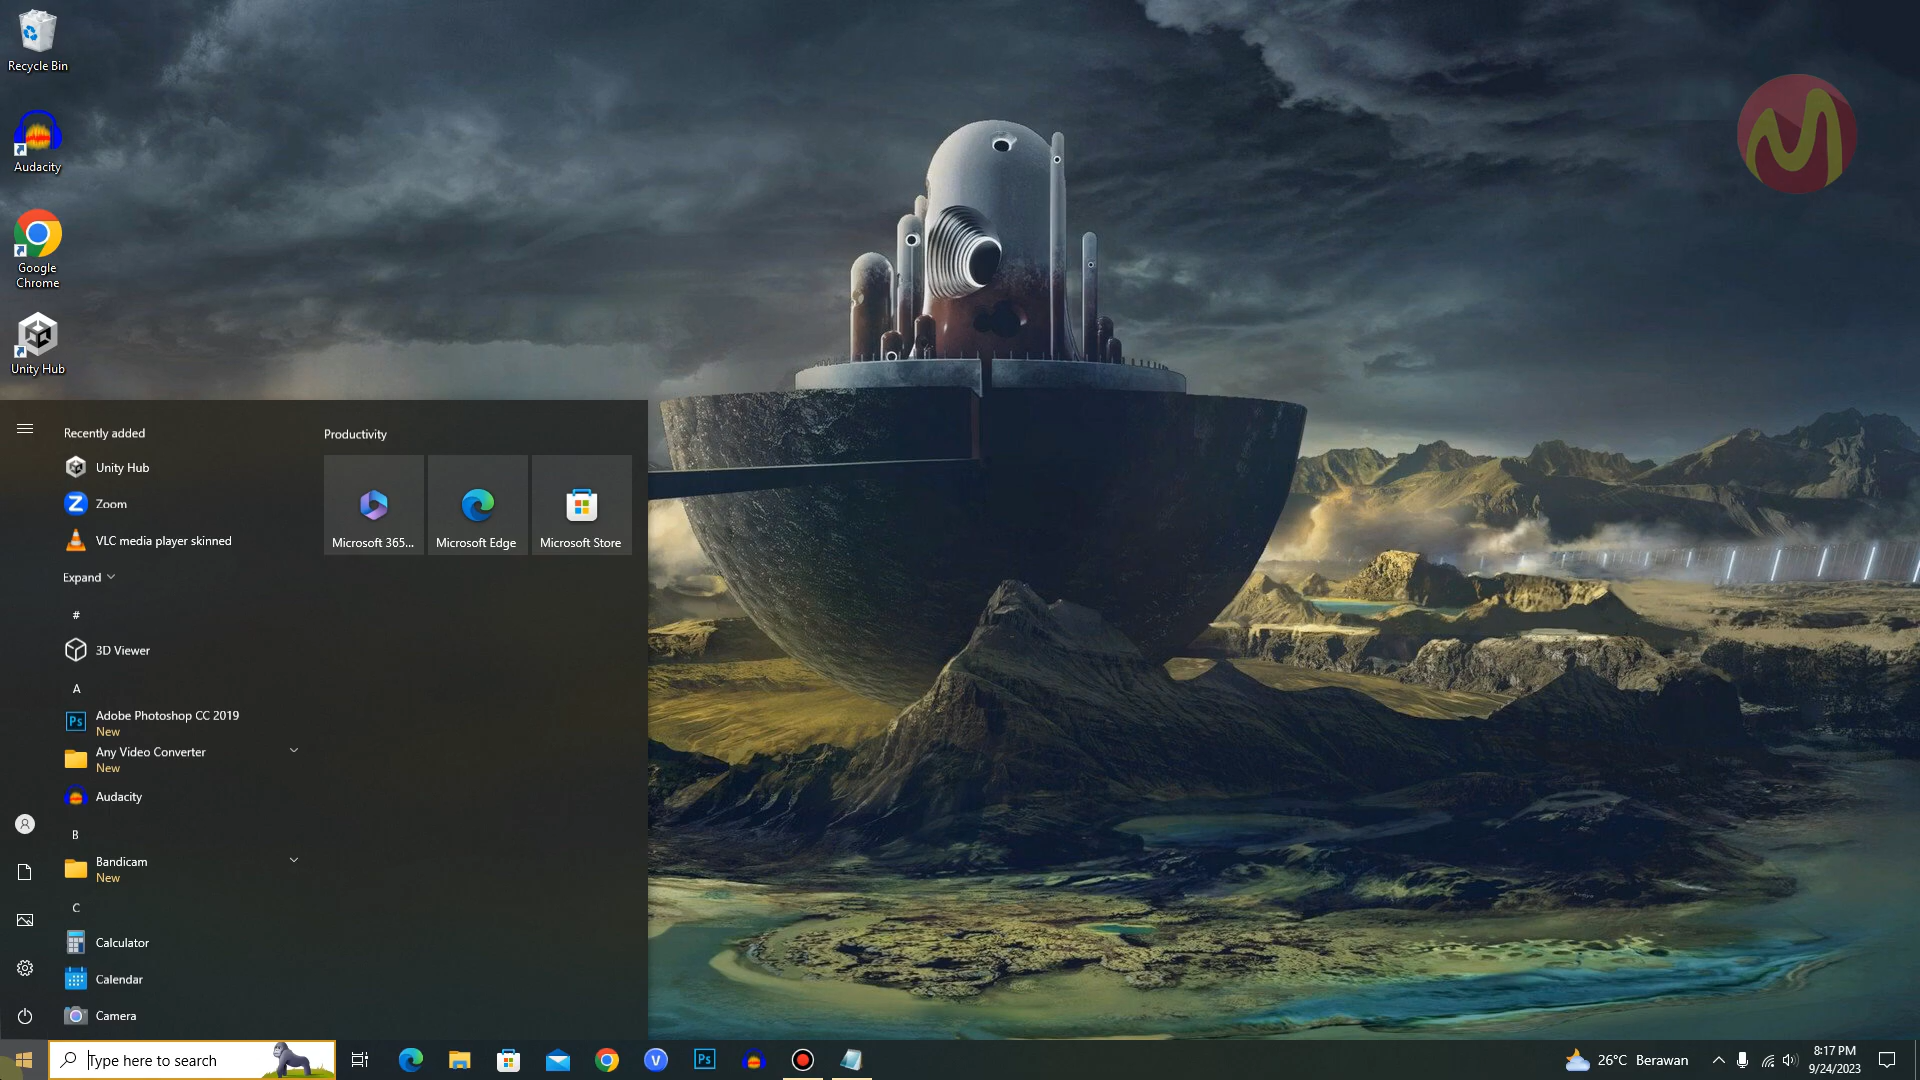 Recycle Bin
Audacity
Google
Chrome
Unity Hub
Recently added
Unity Hub
Zoom
VLC media player skinned
Expand
#
3D Viewer
A
Adobe Photoshop CC 2019
New
Any Video Converter
New
Audacity
B
Bandicam
New
C
Calculator
Calendar
Camera
Productivity
Microsoft 365...
Microsoft Edge
Microsoft Store
Type here to search
26°C Berawan
8:17 PM
9/24/2023